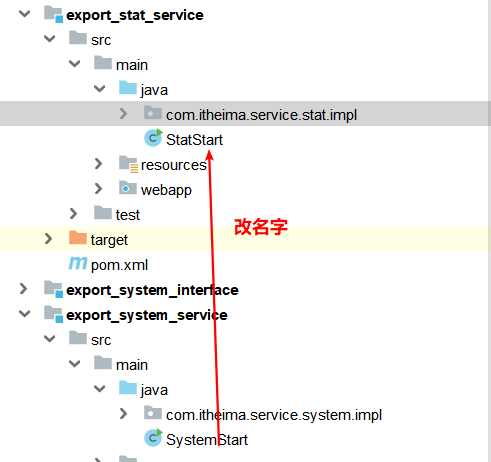 export_stat_service
src
main
java
com.itheima.service.stat.impl
StatStart
resources
webapp
改名字
test
target
pom.xml
export_system_interface
export_system_service
src
main
java
com.itheima.service.system.impl
SystemStart